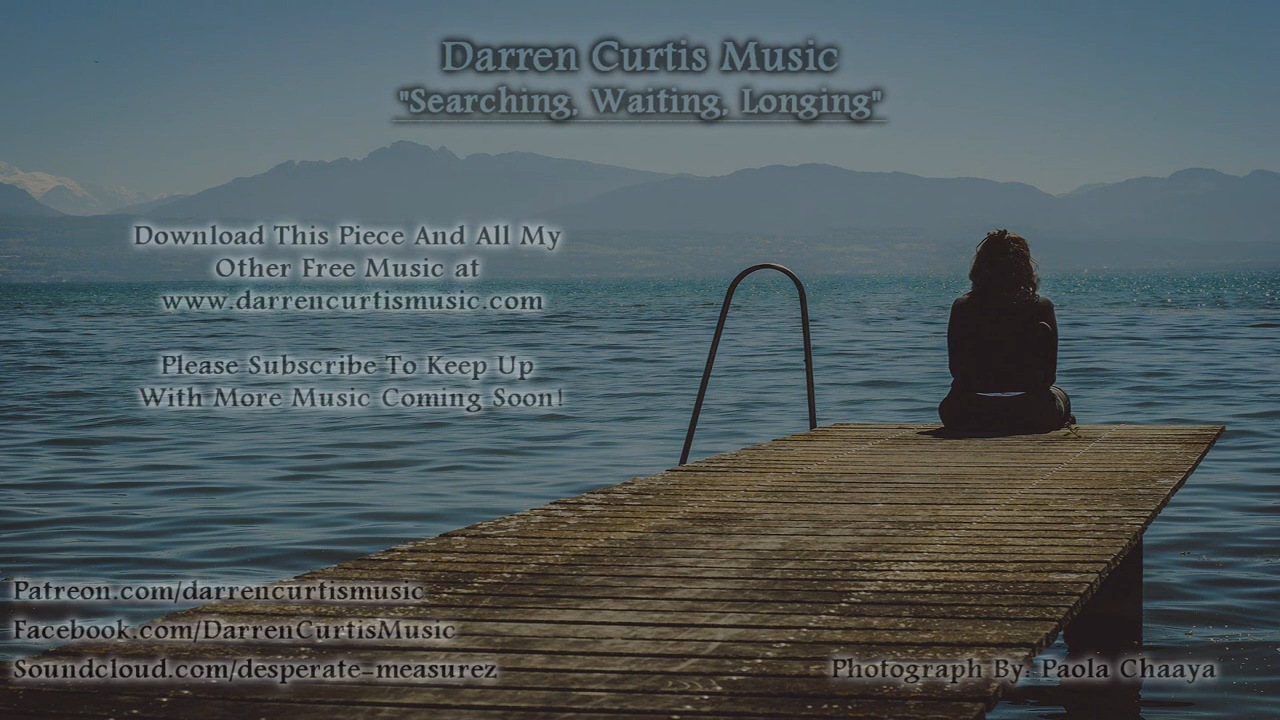 Darren Curtis Music
"Searching, Waiting, Longing"
Download This Piece And All My
Other Free Music at
www.darrencurtismusic.com
Please Subscribe To Keep Up
With More Music Coming Soon!
Patreon.com/darrencurtismusic
Facebook.com/DarrenCurtisMusic
Soundcloud.com/desperate-measurez
Photograph By: Paola Chaaya